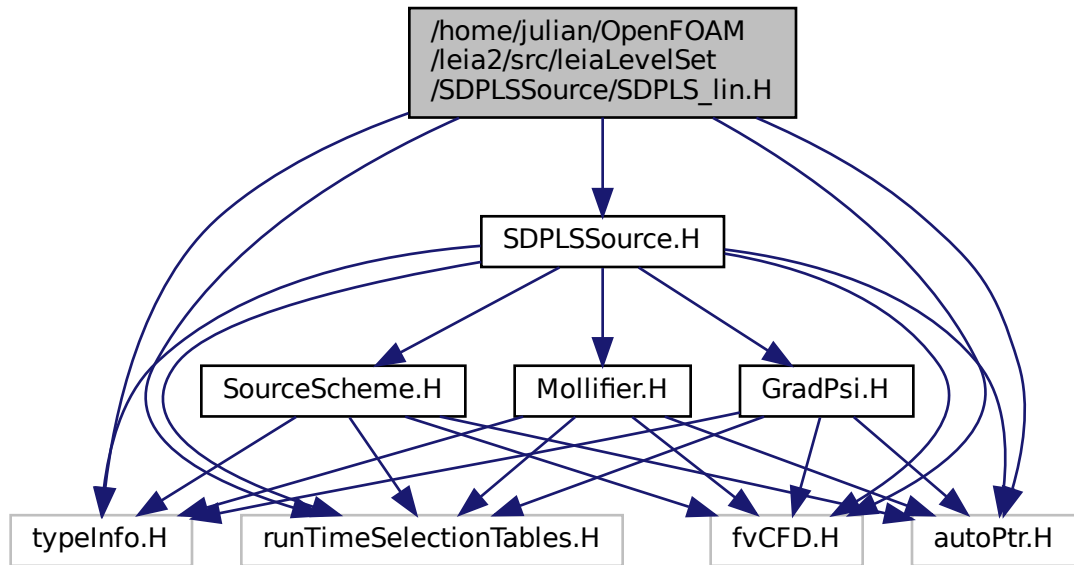 /home/julian/OpenFOAM
/leia2/src/leiaLevelSet
/SDPLSSource/SDPLS_lin.H
SDPLSSource.H
SourceScheme.H
Mollifier.H
GradPsi.H
typeInfo.H
runTimeSelectionTables.H
fvCFD.H
autoPtr.H